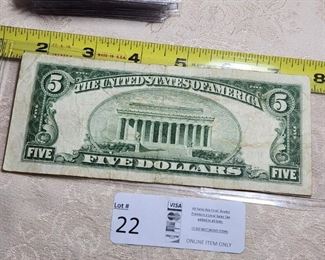 2 3 4 5 6 7 8
5 THE UNITED STATES OF AMERICA 5
FIVE FIVE DOLLARS FIVE
Lot #
22
VISA
ONLINE ITEM ONLY